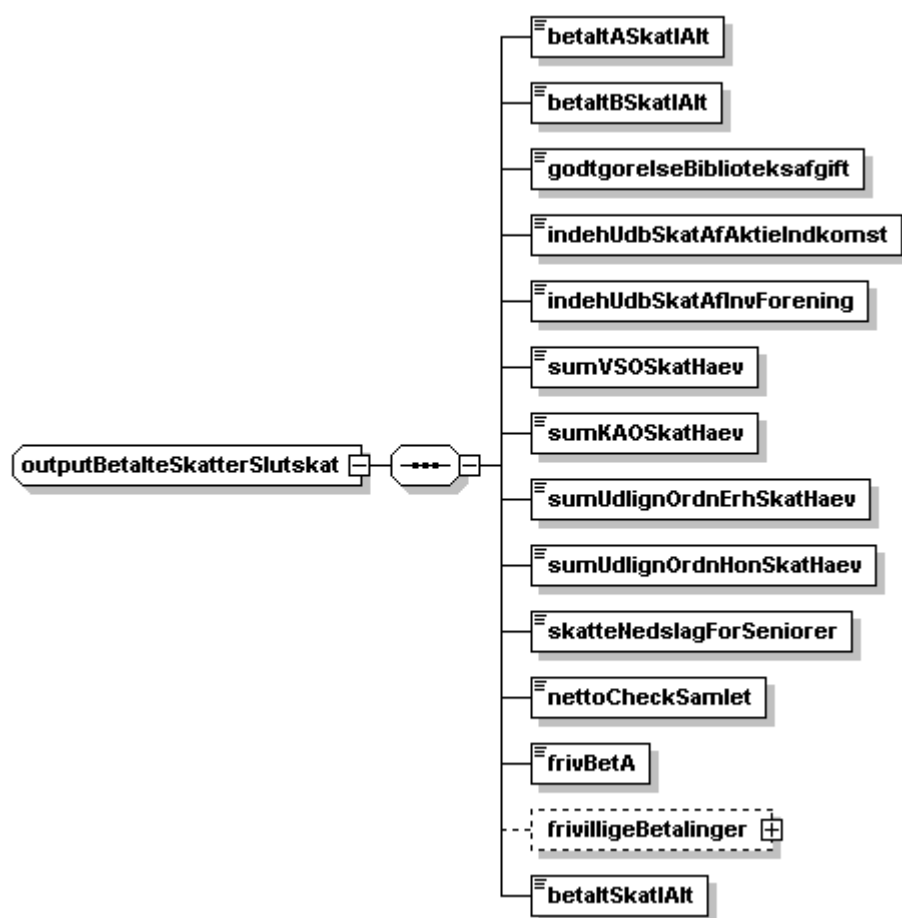 betaltASkatIAlt
betaltBSkatIAlt
godtgorelseBiblioteksafgift
indehUdbSkatAfAktieIndkomst
indehUdbSkatAfInvForening
sumVSOSkatHaev
sumKAOSkatHaev
outputBetalteSkatterSlutskat
sumUdlignOrdnErhSkatHaev
sumUdlignOrdnHonSkatHaev
skatteNedslagForSeniorer
nettoCheckSamlet
frivBetA
frivilligeBetalinger
betaltSkatIAlt